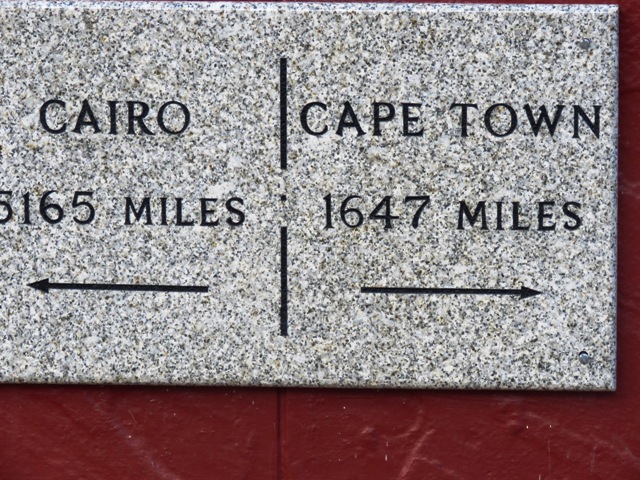 CAIRO
5165 MILES
CAPE TOWN
1647 MILES